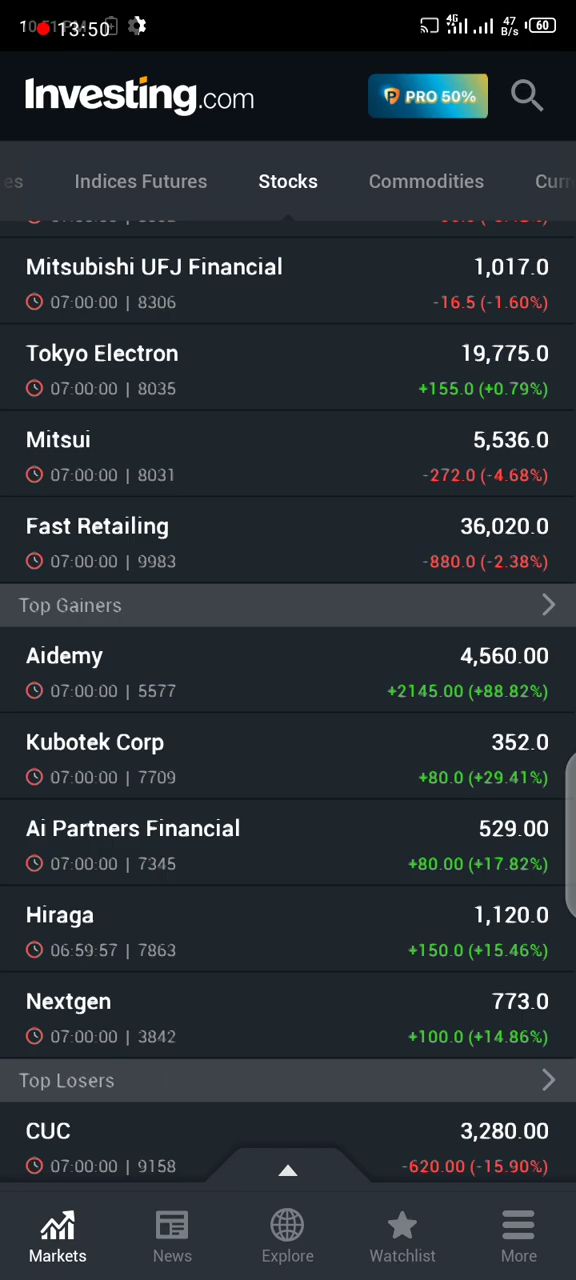 13:50
4G
47 B/s
60
Investing.com
PRO 50%
es Indices Futures Stocks Commodities Curr
Mitsubishi UFJ Financial 1,017.0
07:00:00 | 8306 -16.5 (-1.60%)
Tokyo Electron 19,775.0
07:00:00 | 8035 +155.0 (+0.79%)
Mitsui 5,536.0
07:00:00 | 8031 -272.0 (-4.68%)
Fast Retailing 36,020.0
07:00:00 | 9983 -880.0 (-2.38%)
Top Gainers
Aidemy 4,560.00
07:00:00 | 5577 +2145.00 (+88.82%)
Kubotek Corp 352.0
07:00:00 | 7709 +80.0 (+29.41%)
Ai Partners Financial 529.00
07:00:00 | 7345 +80.00 (+17.82%)
Hiraga 1,120.0
06:59:57 | 7863 +150.0 (+15.46%)
Nextgen 773.0
07:00:00 | 3842 +100.0 (+14.86%)
Top Losers
CUC 3,280.00
07:00:00 | 9158 -620.00 (-15.90%)
Markets News Explore Watchlist More